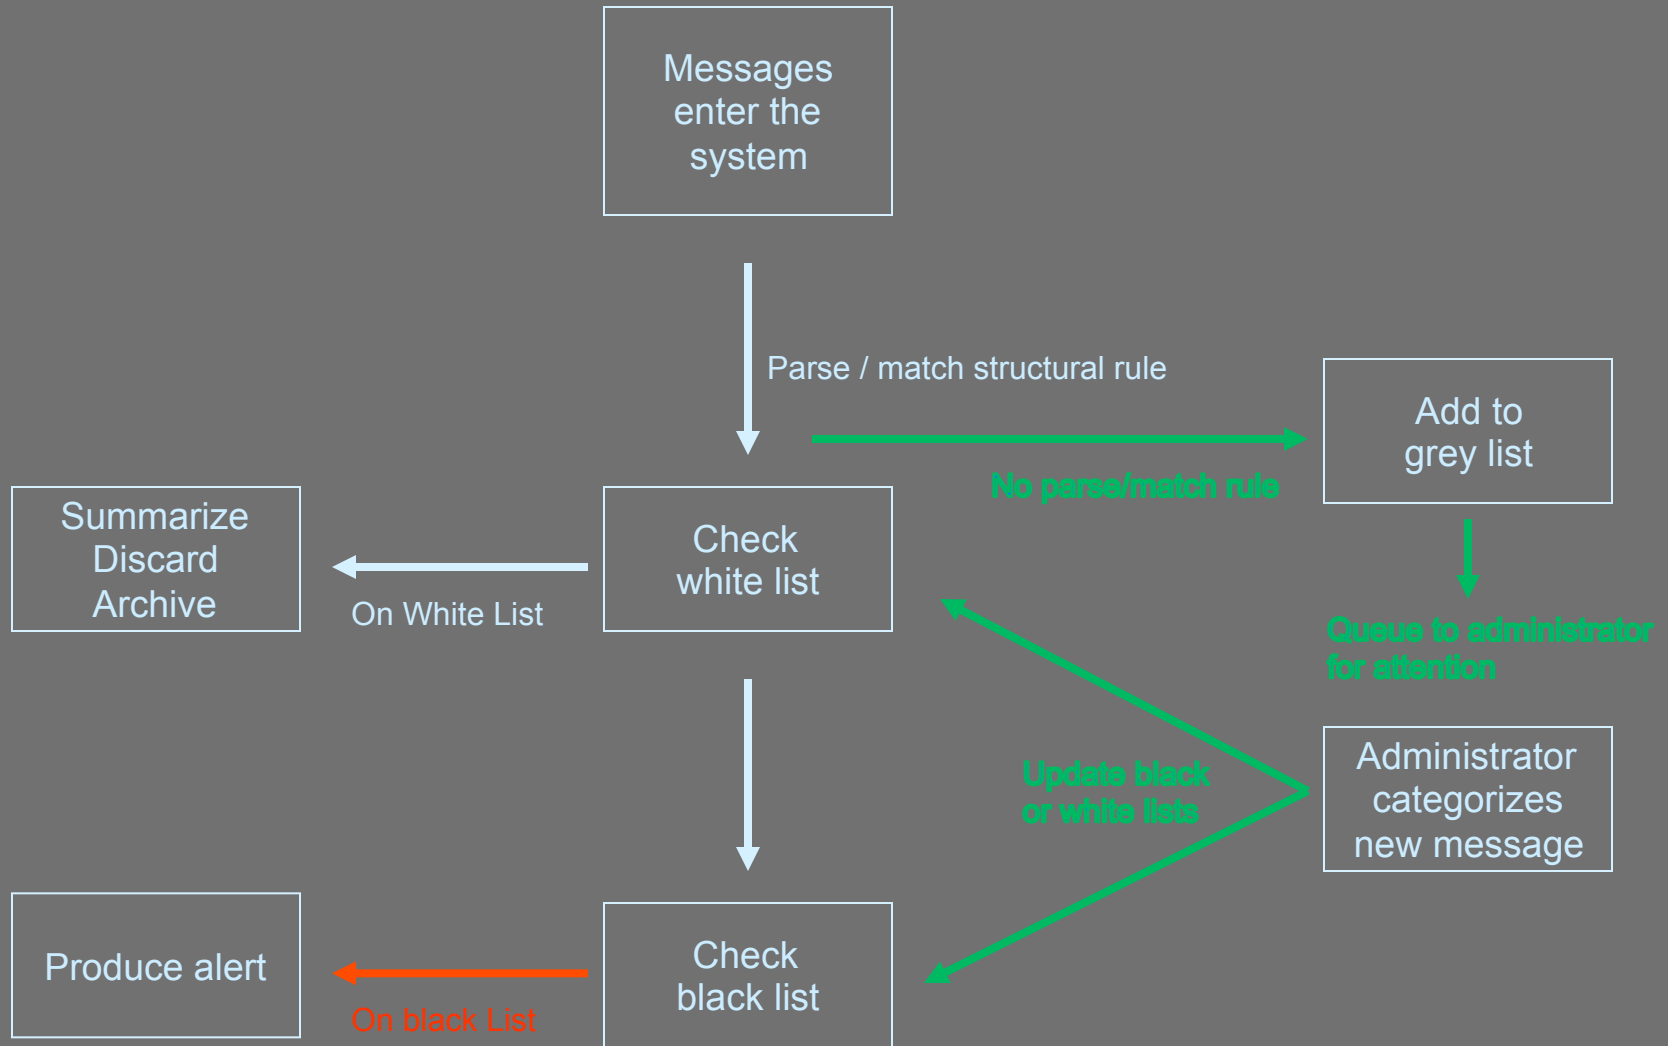 Messages
enter the
system
Parse / match structural rule
Add to
grey list
No parse/match rule
Summarize
Discard
Archive
Check
white list
On White List
Queue to administrator
for attention
Update black
or white lists
Administrator
categorizes
new message
Produce alert
Check
black list
On black List